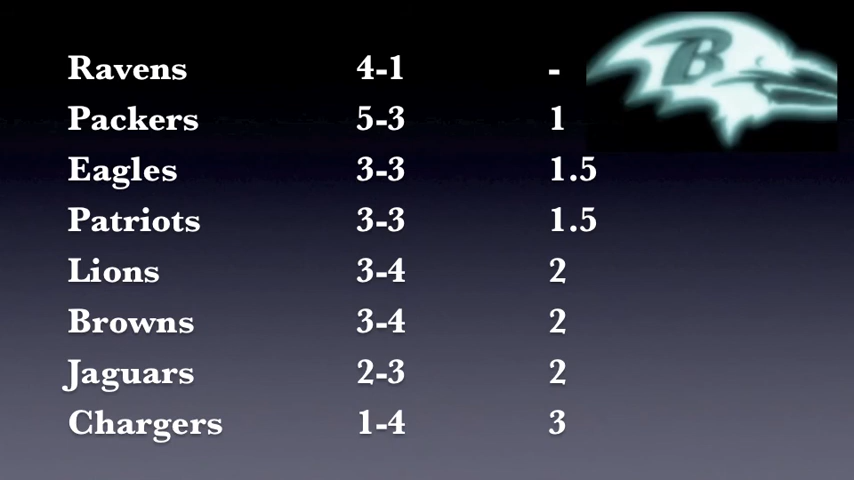 Ravens 4-1 -
Packers 5-3 1
Eagles 3-3 1.5
Patriots 3-3 1.5
Lions 3-4 2
Browns 3-4 2
Jaguars 2-3 2
Chargers 1-4 3
B